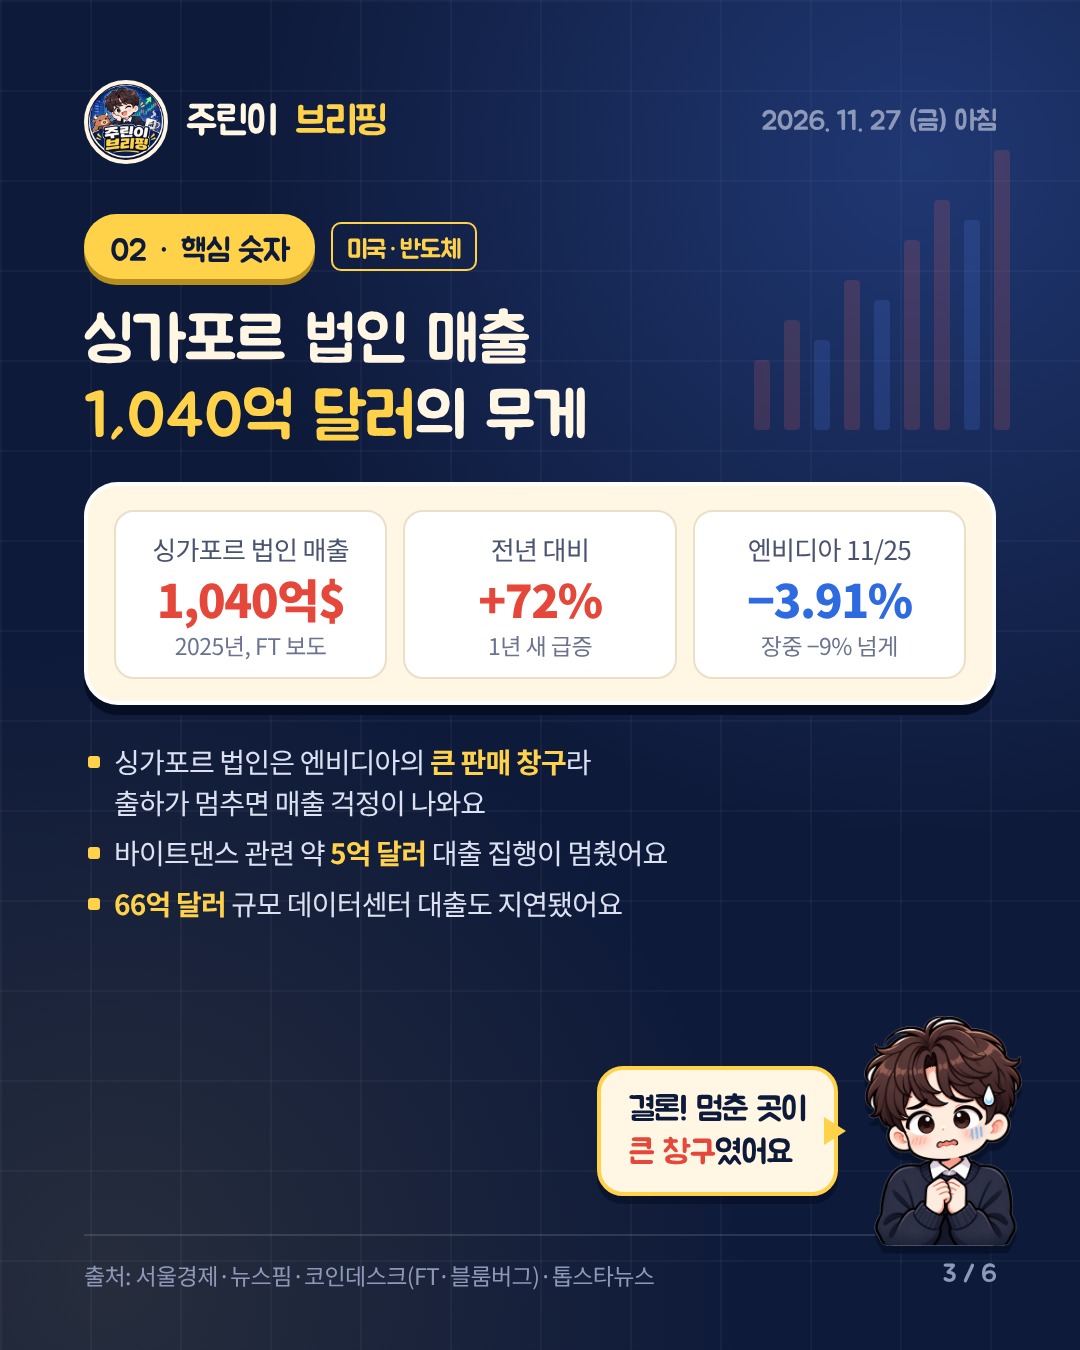 주린이 브리핑
주린이 브리핑
2026. 11. 27 (금) 아침
02 · 핵심 숫자
미국·반도체
싱가포르 법인 매출
1,040억 달러의 무게
싱가포르 법인 매출
1,040억$
2025년, FT 보도
전년 대비
+72%
1년 새 급증
엔비디아 11/25
−3.91%
장중 −9% 넘게
싱가포르 법인은 엔비디아의 큰 판매 창구라
출하가 멈추면 매출 걱정이 나와요
바이트댄스 관련 약 5억 달러 대출 집행이 멈췄어요
66억 달러 규모 데이터센터 대출도 지연됐어요
결론! 멈춘 곳이
큰 창구였어요
출처: 서울경제·뉴스핌·코인데스크(FT·블룸버그)·톱스타뉴스
3 / 6